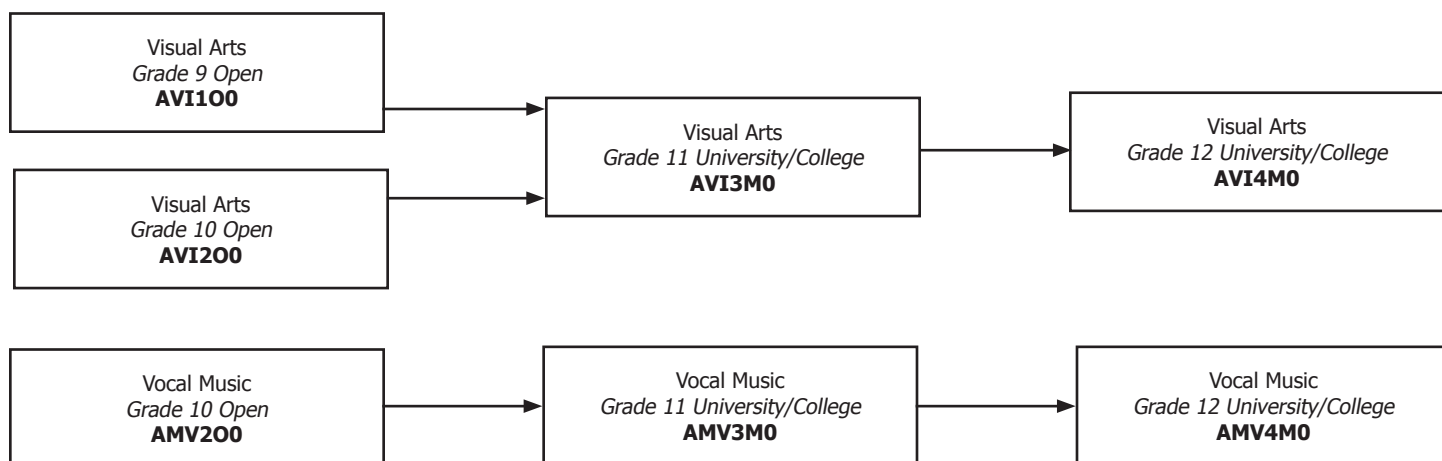 Visual Arts
Grade 9 Open
AVI1O0
Visual Arts
Grade 10 Open
AVI2O0
Visual Arts
Grade 11 University/College
AVI3M0
Visual Arts
Grade 12 University/College
AVI4M0
Vocal Music
Grade 10 Open
AMV2O0
Vocal Music
Grade 11 University/College
AMV3M0
Vocal Music
Grade 12 University/College
AMV4M0